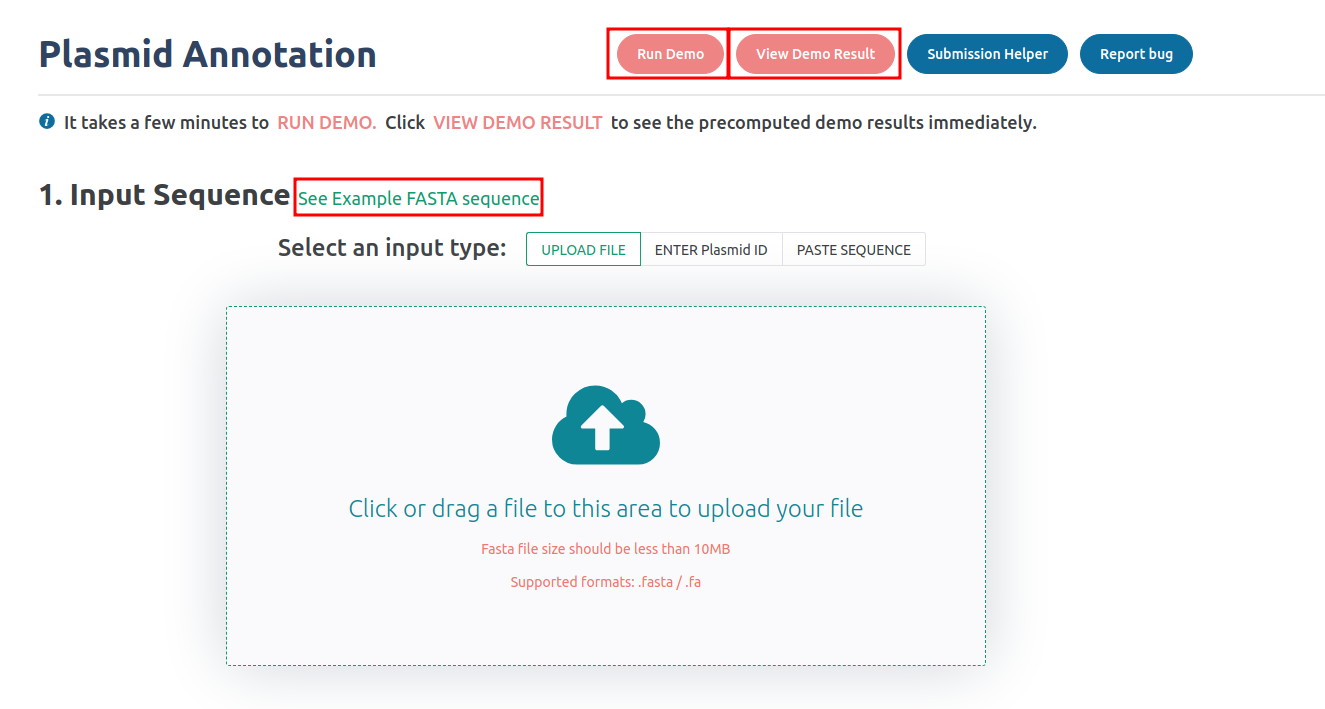 Plasmid Annotation Run Demo View Demo Result Submission Helper Report bug
i It takes a few minutes to RUN DEMO. Click VIEW DEMO RESULT to see the precomputed demo results immediately.
1. Input Sequence See Example FASTA sequence
Select an input type: UPLOAD FILE ENTER Plasmid ID PASTE SEQUENCE
Click or drag a file to this area to upload your file
Fasta file size should be less than 10MB
Supported formats: .fasta / .fa